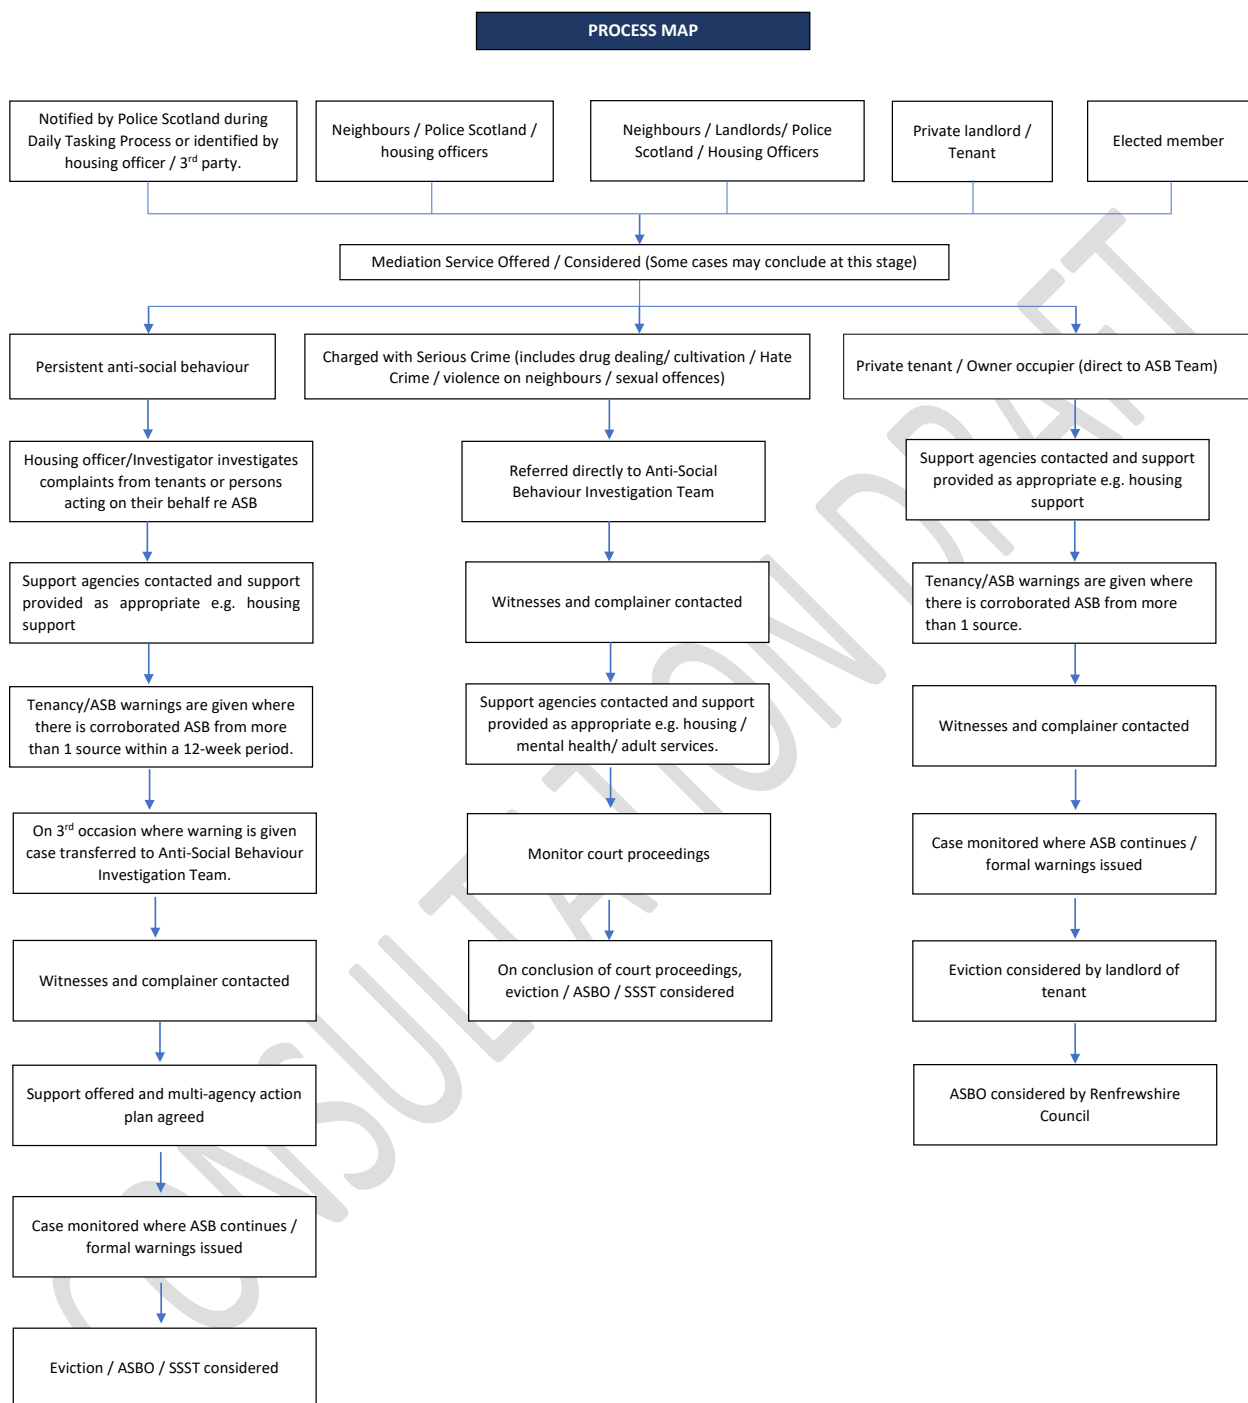 PROCESS MAP
Notified by Police Scotland during
Daily Tasking Process or identified by
housing officer / 3rd party.
Neighbours / Police Scotland /
housing officers
Neighbours / Landlords/ Police
Scotland / Housing Officers
Private landlord /
Tenant
Elected member
Mediation Service Offered / Considered (Some cases may conclude at this stage)
Persistent anti-social behaviour
Charged with Serious Crime (includes drug dealing/ cultivation / Hate
Crime / violence on neighbours / sexual offences)
Private tenant / Owner occupier (direct to ASB Team)
Housing officer/Investigator investigates
complaints from tenants or persons
acting on their behalf re ASB
Referred directly to Anti-Social
Behaviour Investigation Team
Support agencies contacted and support
provided as appropriate e.g. housing
support
Support agencies contacted and support
provided as appropriate e.g. housing
support
Witnesses and complainer contacted
Tenancy/ASB warnings are given where
there is corroborated ASB from more
than 1 source.
Tenancy/ASB warnings are given where
there is corroborated ASB from more
than 1 source within a 12-week period.
Support agencies contacted and support
provided as appropriate e.g. housing /
mental health/ adult services.
Witnesses and complainer contacted
On 3rd occasion where warning is given
case transferred to Anti-Social Behaviour
Investigation Team.
Monitor court proceedings
Case monitored where ASB continues /
formal warnings issued
Witnesses and complainer contacted
On conclusion of court proceedings,
eviction / ASBO / SSST considered
Eviction considered by landlord of
tenant
Support offered and multi-agency action
plan agreed
ASBO considered by Renfrewshire
Council
Case monitored where ASB continues /
formal warnings issued
Eviction / ASBO / SSST considered
CONSULTATION DRAFT